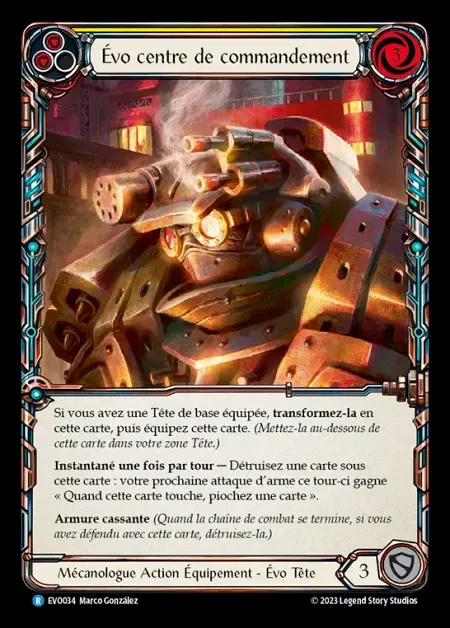 Évo centre de commandement
3
Si vous avez une Tête de base équipée, transformez-la en
cette carte, puis équipez cette carte. (Mettez-la au-dessous de
cette carte dans votre zone Tête.)
Instantané une fois par tour — Détruisez une carte sous
cette carte : votre prochaine attaque d'arme ce tour-ci gagne
« Quand cette carte touche, piochez une carte ».
Armure cassante (Quand la chaîne de combat se termine, si vous
avez défendu avec cette carte, détruisez-la.)
Mécanologue Action Équipement - Évo Tête
3
R EVO034 Marco González
© 2023 Legend Story Studios